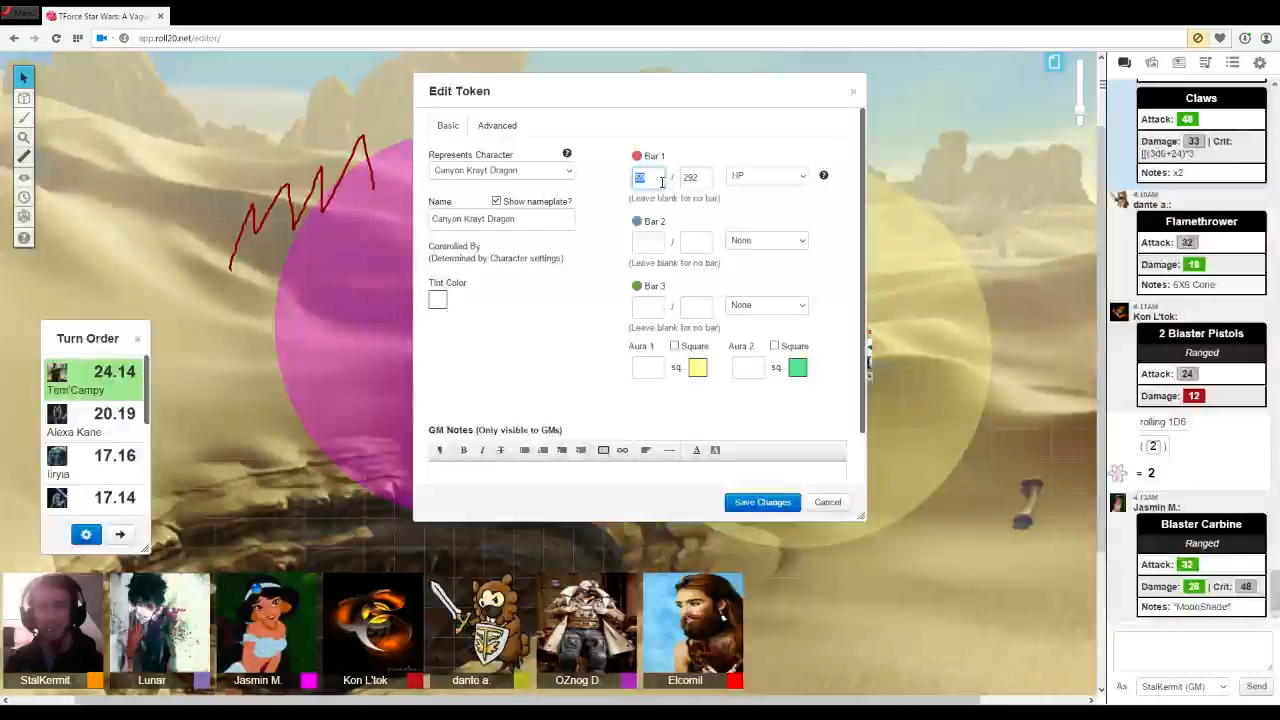 Menu
TForce Star Wars: A Vagu
app.roll20.net/editor/
Edit Token
Basic
Advanced
Represents Character
Canyon Krayt Dragon
Name
Show nameplate?
Canyon Krayt Dragon
Controlled By
(Determined by Character settings)
Tint Color
Bar 1
/ 292
HP
(Leave blank for no bar)
Bar 2
/
None
(Leave blank for no bar)
Bar 3
/
None
(Leave blank for no bar)
Aura 1
Square
Aura 2
Square
sq.
sq.
GM Notes (Only visible to GMs)
B I S
A A
Save Changes
Cancel
Turn Order
24.14
Tem'Campy
20.19
Alexa Kane
17.16
Iiryia
17.14
StalKermit
Lunar
Jasmin M.
Kon L'tok
dante a.
OZnog D.
Elcomil
Claws
Attack: 48
Damage: 33 | Crit:
[[(3d6+24)*3
Notes: x2
dante a.:
Flamethrower
Attack: 32
Damage: 18
Notes: 6X6 Cone
Kon L'tok:
2 Blaster Pistols
Ranged
Attack: 24
Damage: 12
rolling 1D6
( 2 )
= 2
4:13AM
Jasmin M.:
Blaster Carbine
Ranged
Attack: 32
Damage: 28 | Crit: 48
Notes: "MoonShade"
As
StalKermit (GM)
Send